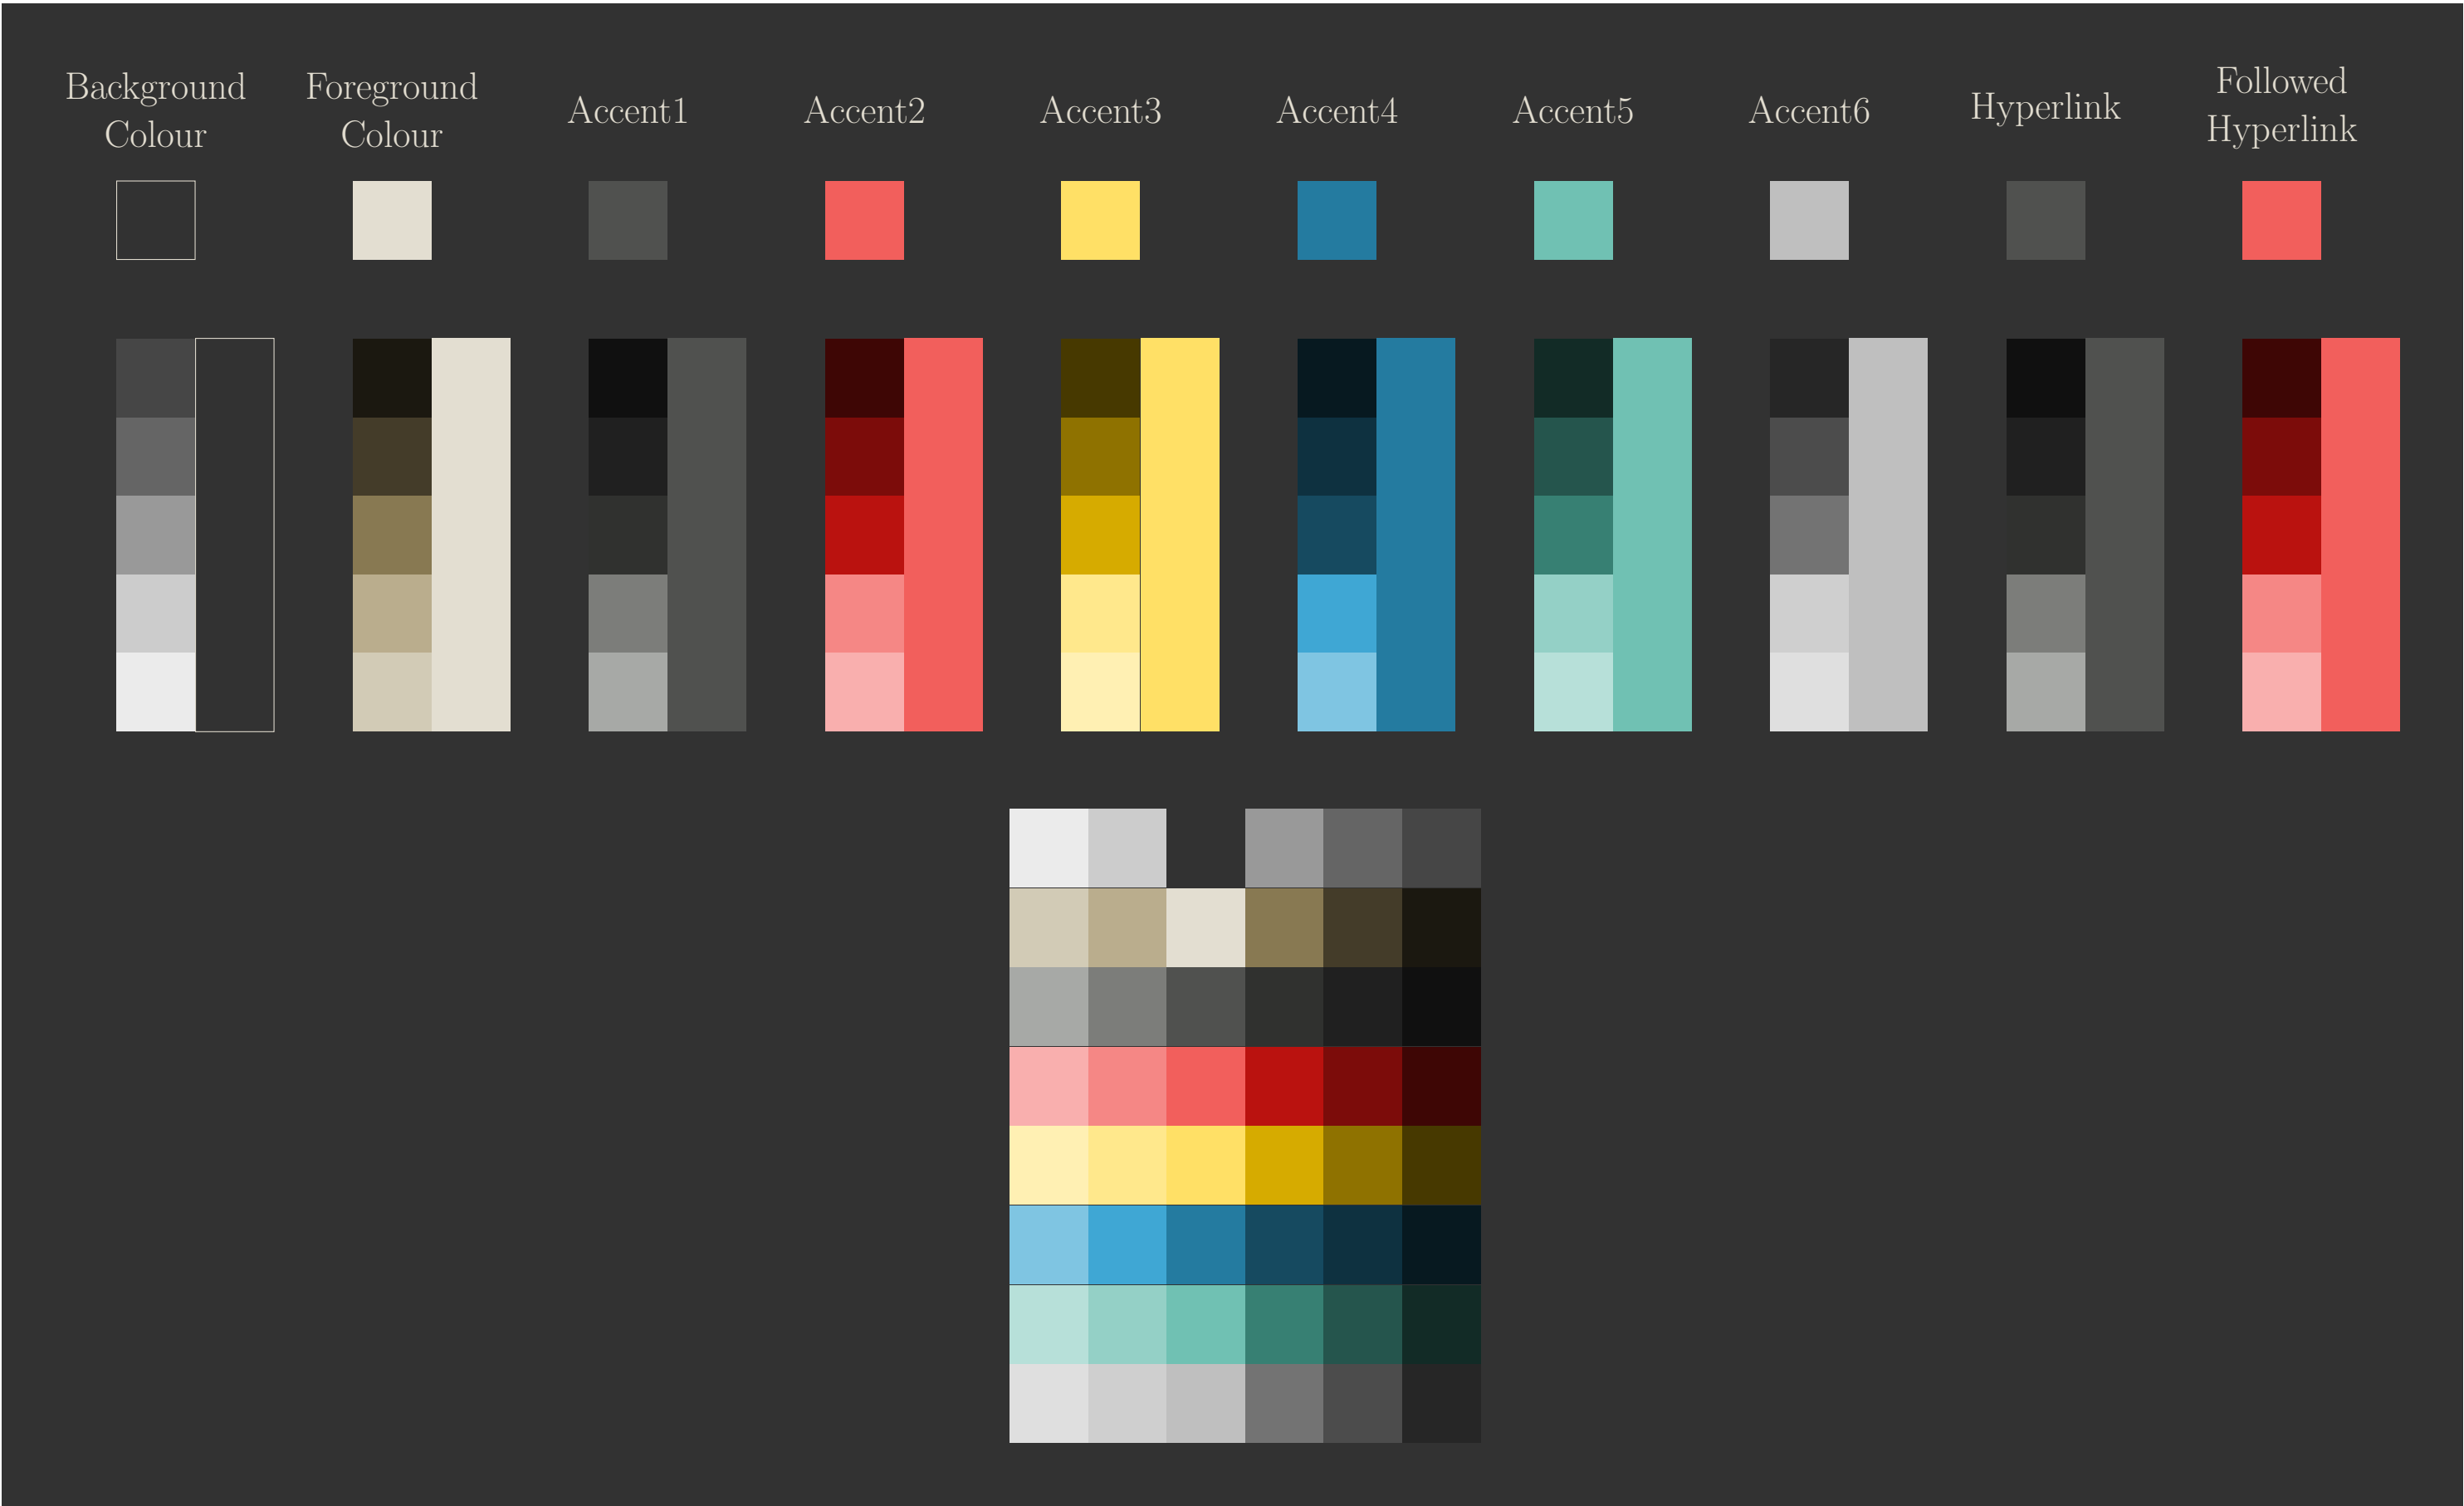 Background
Colour
Foreground
Colour
Accent1
Accent2
Accent3
Accent4
Accent5
Accent6
Hyperlink
Followed
Hyperlink